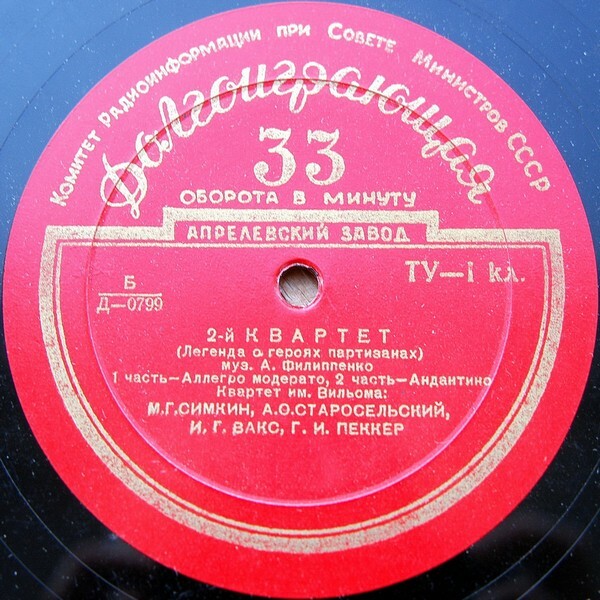 Комитет Радиоинформации при Совете Министров СССР
Долгоиграющая
33
ОБОРОТА В МИНУТУ
АПРЕЛЕВСКИЙ ЗАВОД
Б
Д—0799
ТУ—1 кл.
2-й КВАРТЕТ
(Легенда о героях партизанах)
муз. А. Филиппенко
1 часть—Аллегро модерато, 2 часть—Андантино
Квартет им. Вильома:
М.Г.СИМКИН, А.О.СТАРОСЕЛЬСКИЙ,
И. Г. ВАКС, Г. И. ПЕККЕР